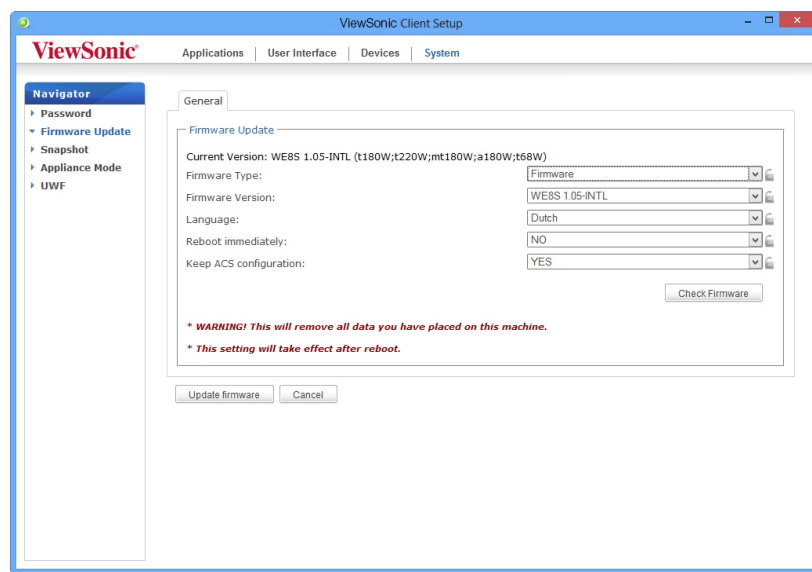 ViewSonic Client Setup
ViewSonic®
Applications | User Interface | Devices | System
Navigator
Password
Firmware Update
Snapshot
Appliance Mode
UWF
General
Firmware Update
Current Version: WE8S 1.05-INTL (t180W;t220W;mt180W;a180W;t68W)
Firmware Type: Firmware
Firmware Version: WE8S 1.05-INTL
Language: Dutch
Reboot immediately: NO
Keep ACS configuration: YES
Check Firmware
* WARNING! This will remove all data you have placed on this machine.
* This setting will take effect after reboot.
Update firmware Cancel